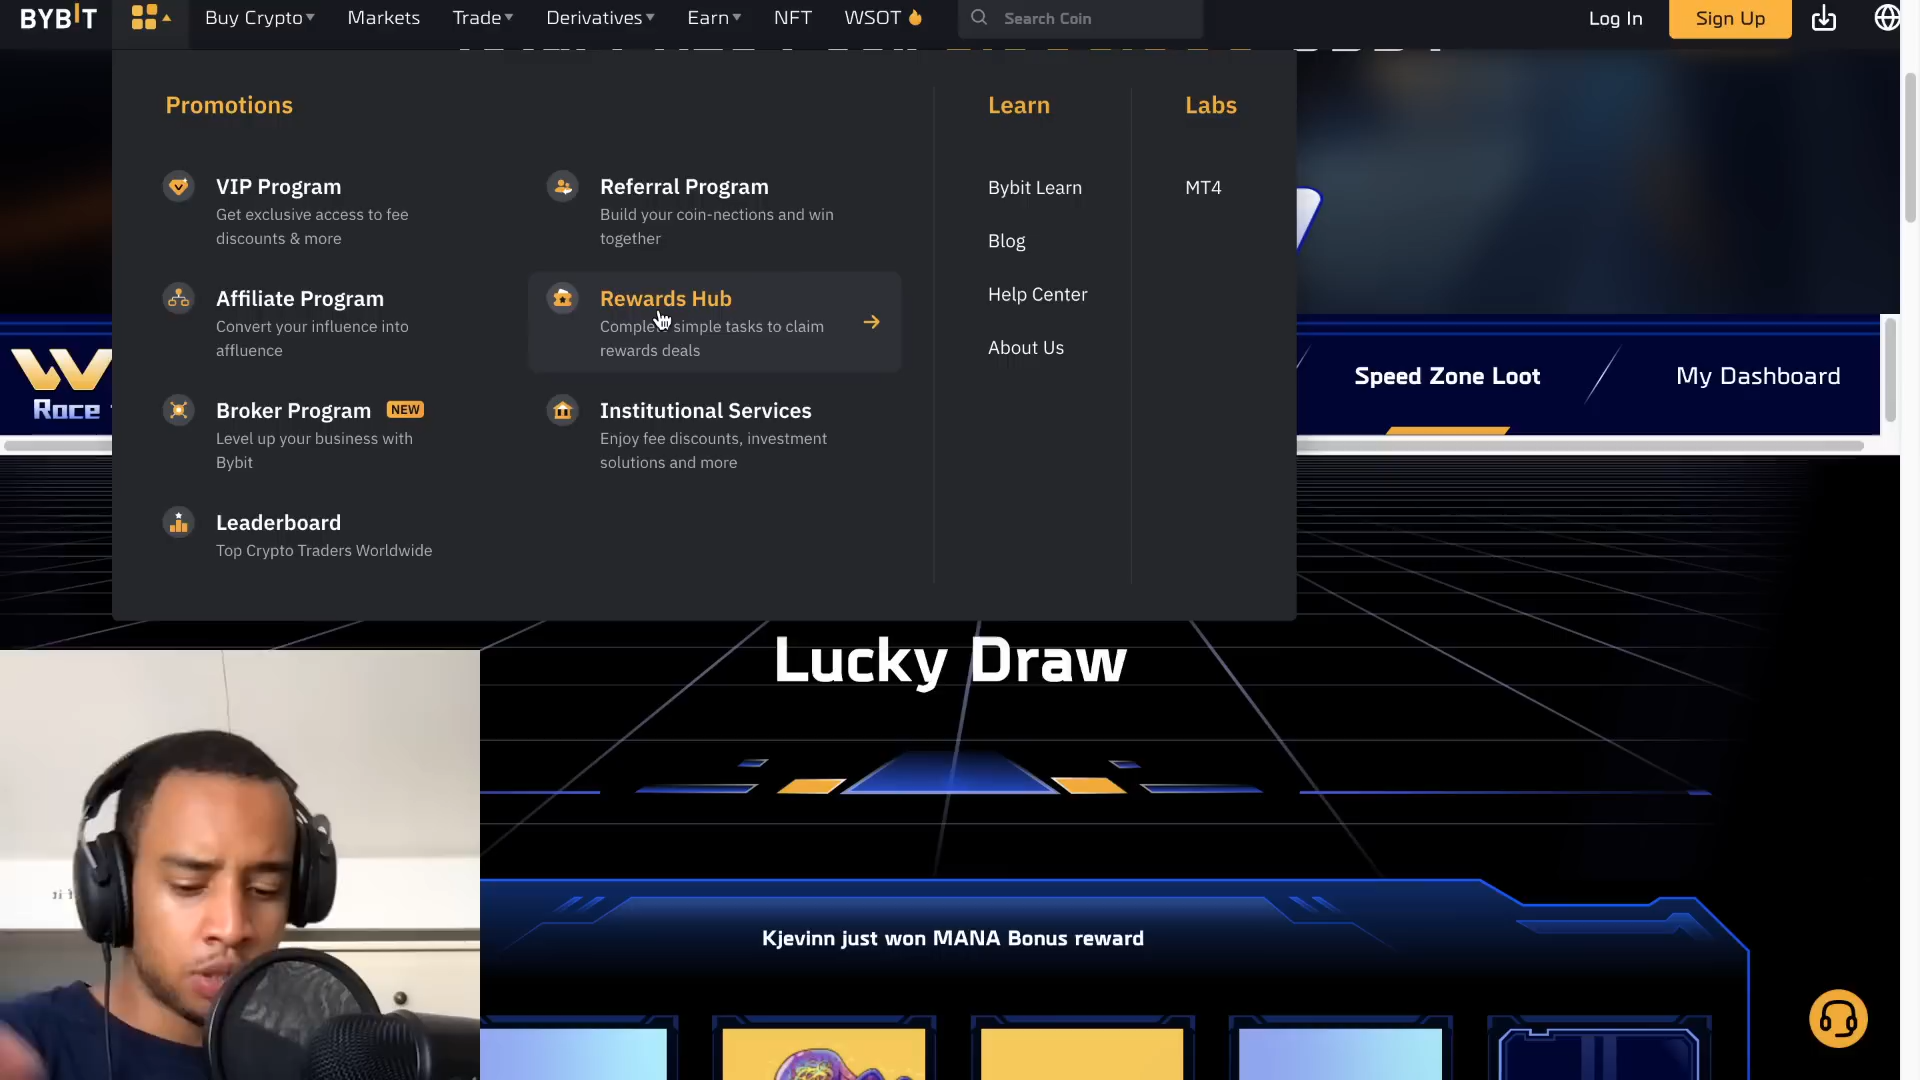 BYBIT
Buy Crypto
Markets
Trade
Derivatives
Earn
NFT
WSOT
Search Coin
Log In
Sign Up
Promotions
VIP Program
Get exclusive access to fee
discounts & more
Affiliate Program
Convert your influence into
affluence
Broker Program NEW
Level up your business with
Bybit
Leaderboard
Top Crypto Traders Worldwide
Referral Program
Build your coin-nections and win
together
Rewards Hub
Complete simple tasks to claim
rewards deals
Institutional Services
Enjoy fee discounts, investment
solutions and more
Learn
Bybit Learn
Blog
Help Center
About Us
Labs
MT4
Race
Speed Zone Loot
My Dashboard
Lucky Draw
Kjevinn just won MANA Bonus reward